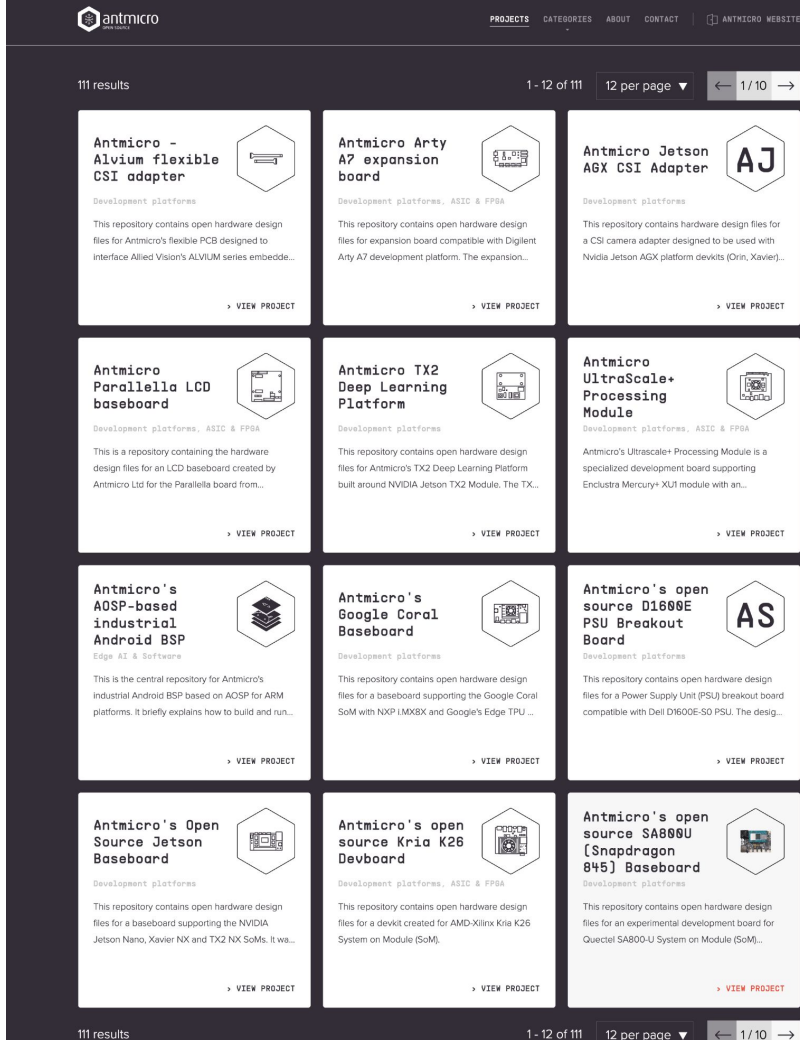 antmicro
OPEN SOURCE
PROJECTS CATEGORIES ABOUT CONTACT ANTMICRO WEBSITE
111 results
1 - 12 of 111 12 per page ▼ ← 1 / 10 →
Antmicro -
Alvium flexible
CSI adapter
Development platforms
This repository contains open hardware design
files for Antmicro's flexible PCB designed to
interface Allied Vision's ALVIUM series embedde...
> VIEW PROJECT
Antmicro Arty
A7 expansion
board
Development platforms, ASIC & FPGA
This repository contains open hardware design
files for expansion board compatible with Digilent
Arty A7 development platform. The expansion...
> VIEW PROJECT
Antmicro Jetson
AGX CSI Adapter
AJ
Development platforms
This repository contains hardware design files for
a CSI camera adapter designed to be used with
Nvidia Jetson AGX platform devkits (Orin, Xavier)...
> VIEW PROJECT
Antmicro
Parallella LCD
baseboard
Development platforms, ASIC & FPGA
This is a repository containing the hardware
design files for an LCD baseboard created by
Antmicro Ltd for the Parallella board from...
> VIEW PROJECT
Antmicro TX2
Deep Learning
Platform
Development platforms
This repository contains open hardware design
files for Antmicro's TX2 Deep Learning Platform
built around NVIDIA Jetson TX2 Module. The TX...
> VIEW PROJECT
Antmicro
UltraScale+
Processing
Module
Development platforms, ASIC & FPGA
Antmicro's Ultrascale+ Processing Module is a
specialized development board supporting
Enclustra Mercury+ XU1 module with an...
> VIEW PROJECT
Antmicro's
AOSP-based
industrial
Android BSP
Edge AI & Software
This is the central repository for Antmicro's
industrial Android BSP based on AOSP for ARM
platforms. It briefly explains how to build and run...
> VIEW PROJECT
Antmicro's
Google Coral
Baseboard
Development platforms
This repository contains open hardware design
files for a baseboard supporting the Google Coral
SoM with NXP i.MX8X and Google's Edge TPU ...
> VIEW PROJECT
Antmicro's open
source D1600E
PSU Breakout
Board
AS
Development platforms
This repository contains open hardware design
files for a Power Supply Unit (PSU) breakout board
compatible with Dell D1600E-S0 PSU. The desig...
> VIEW PROJECT
Antmicro's Open
Source Jetson
Baseboard
Development platforms
This repository contains open hardware design
files for a baseboard supporting the NVIDIA
Jetson Nano, Xavier NX and TX2 NX SoMs. It wa...
> VIEW PROJECT
Antmicro's open
source Kria K26
Devboard
Development platforms, ASIC & FPGA
This repository contains open hardware design
files for a devkit created for AMD-Xilinx Kria K26
System on Module (SoM).
> VIEW PROJECT
Antmicro's open
source SA800U
(Snapdragon
845) Baseboard
Development platforms
This repository contains open hardware design
files for an experimental development board for
Quectel SA800-U System on Module (SoM)...
> VIEW PROJECT
111 results
1 - 12 of 111 12 per page ▼ ← 1 / 10 →